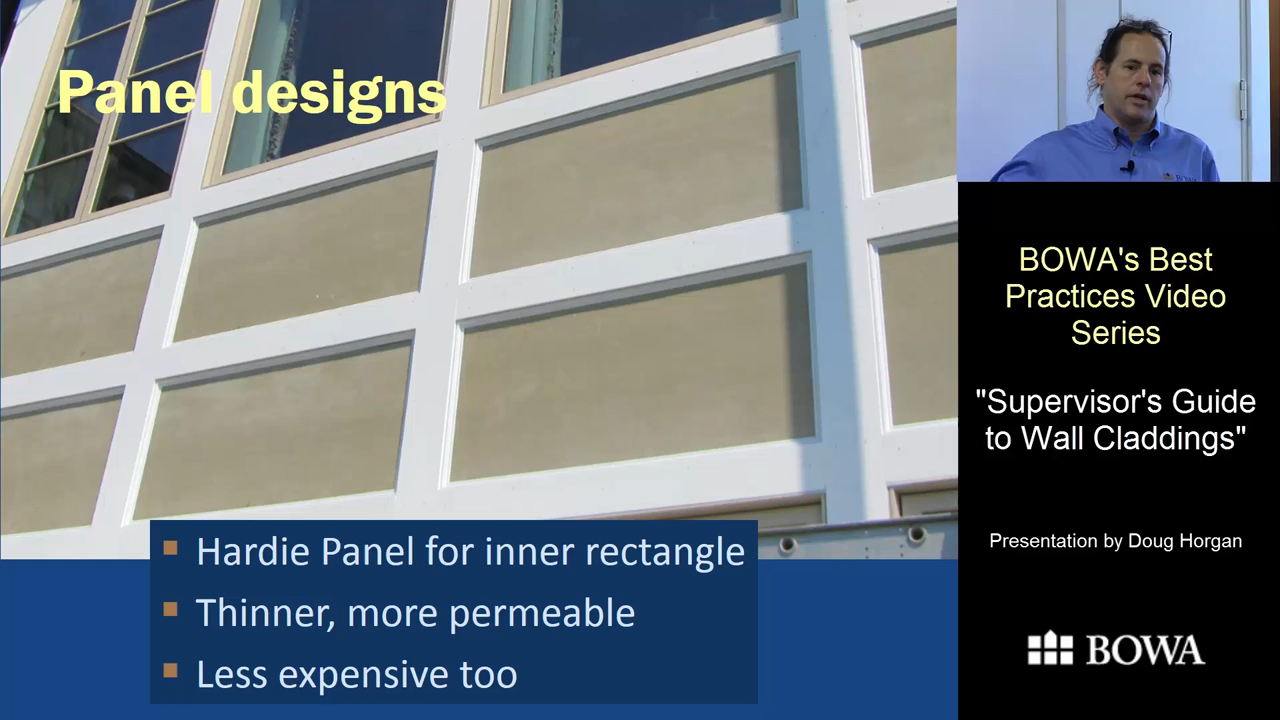 Panel designs
▪ Hardie Panel for inner rectangle
▪ Thinner, more permeable
▪ Less expensive too
BOWA
BOWA's Best
Practices Video
Series
"Supervisor's Guide
to Wall Claddings"
Presentation by Doug Horgan
BOWA